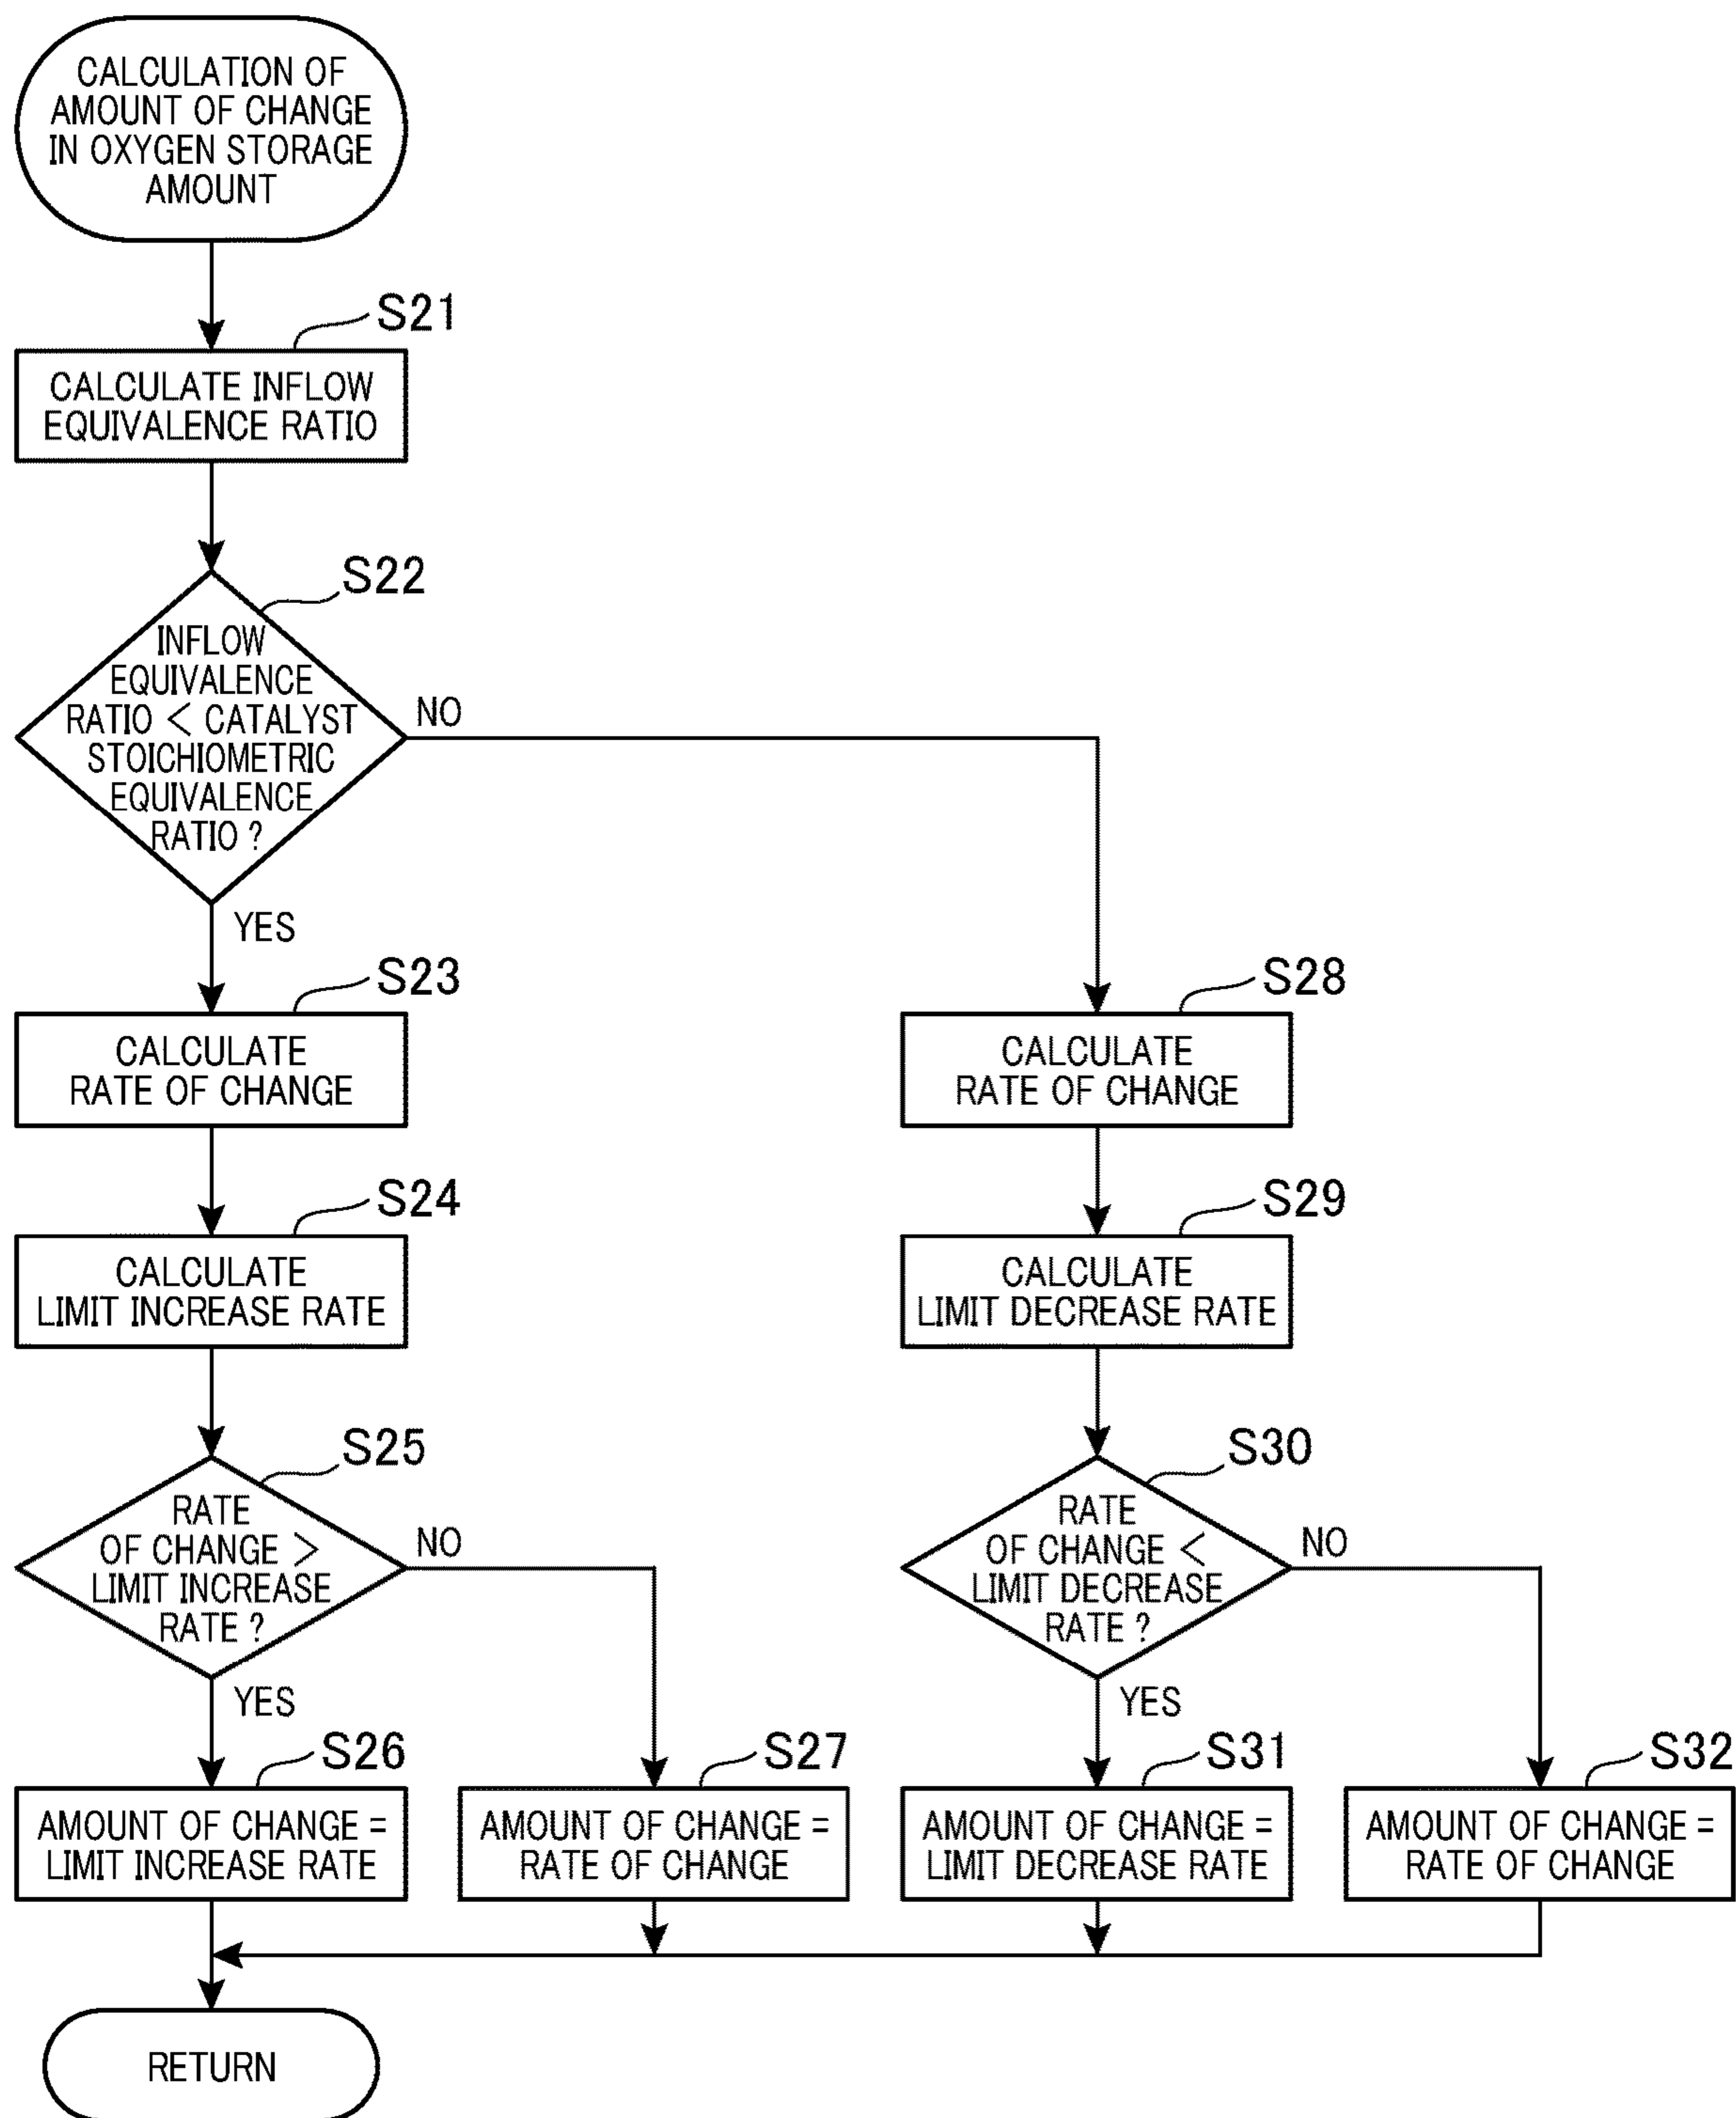 CALCULATION OF
AMOUNT OF CHANGE
IN OXYGEN STORAGE
AMOUNT
S21
CALCULATE INFLOW
EQUIVALENCE RATIO
S22
INFLOW
EQUIVALENCE
RATIO < CATALYST
STOICHIOMETRIC
EQUIVALENCE
RATIO ?
NO
YES
S23
CALCULATE
RATE OF CHANGE
S28
CALCULATE
RATE OF CHANGE
S24
CALCULATE
LIMIT INCREASE RATE
S29
CALCULATE
LIMIT DECREASE RATE
S25
RATE
OF CHANGE >
LIMIT INCREASE
RATE ?
NO
YES
S30
RATE
OF CHANGE <
LIMIT DECREASE
RATE ?
NO
YES
S26
AMOUNT OF CHANGE =
LIMIT INCREASE RATE
S27
AMOUNT OF CHANGE =
RATE OF CHANGE
S31
AMOUNT OF CHANGE =
LIMIT DECREASE RATE
S32
AMOUNT OF CHANGE =
RATE OF CHANGE
RETURN